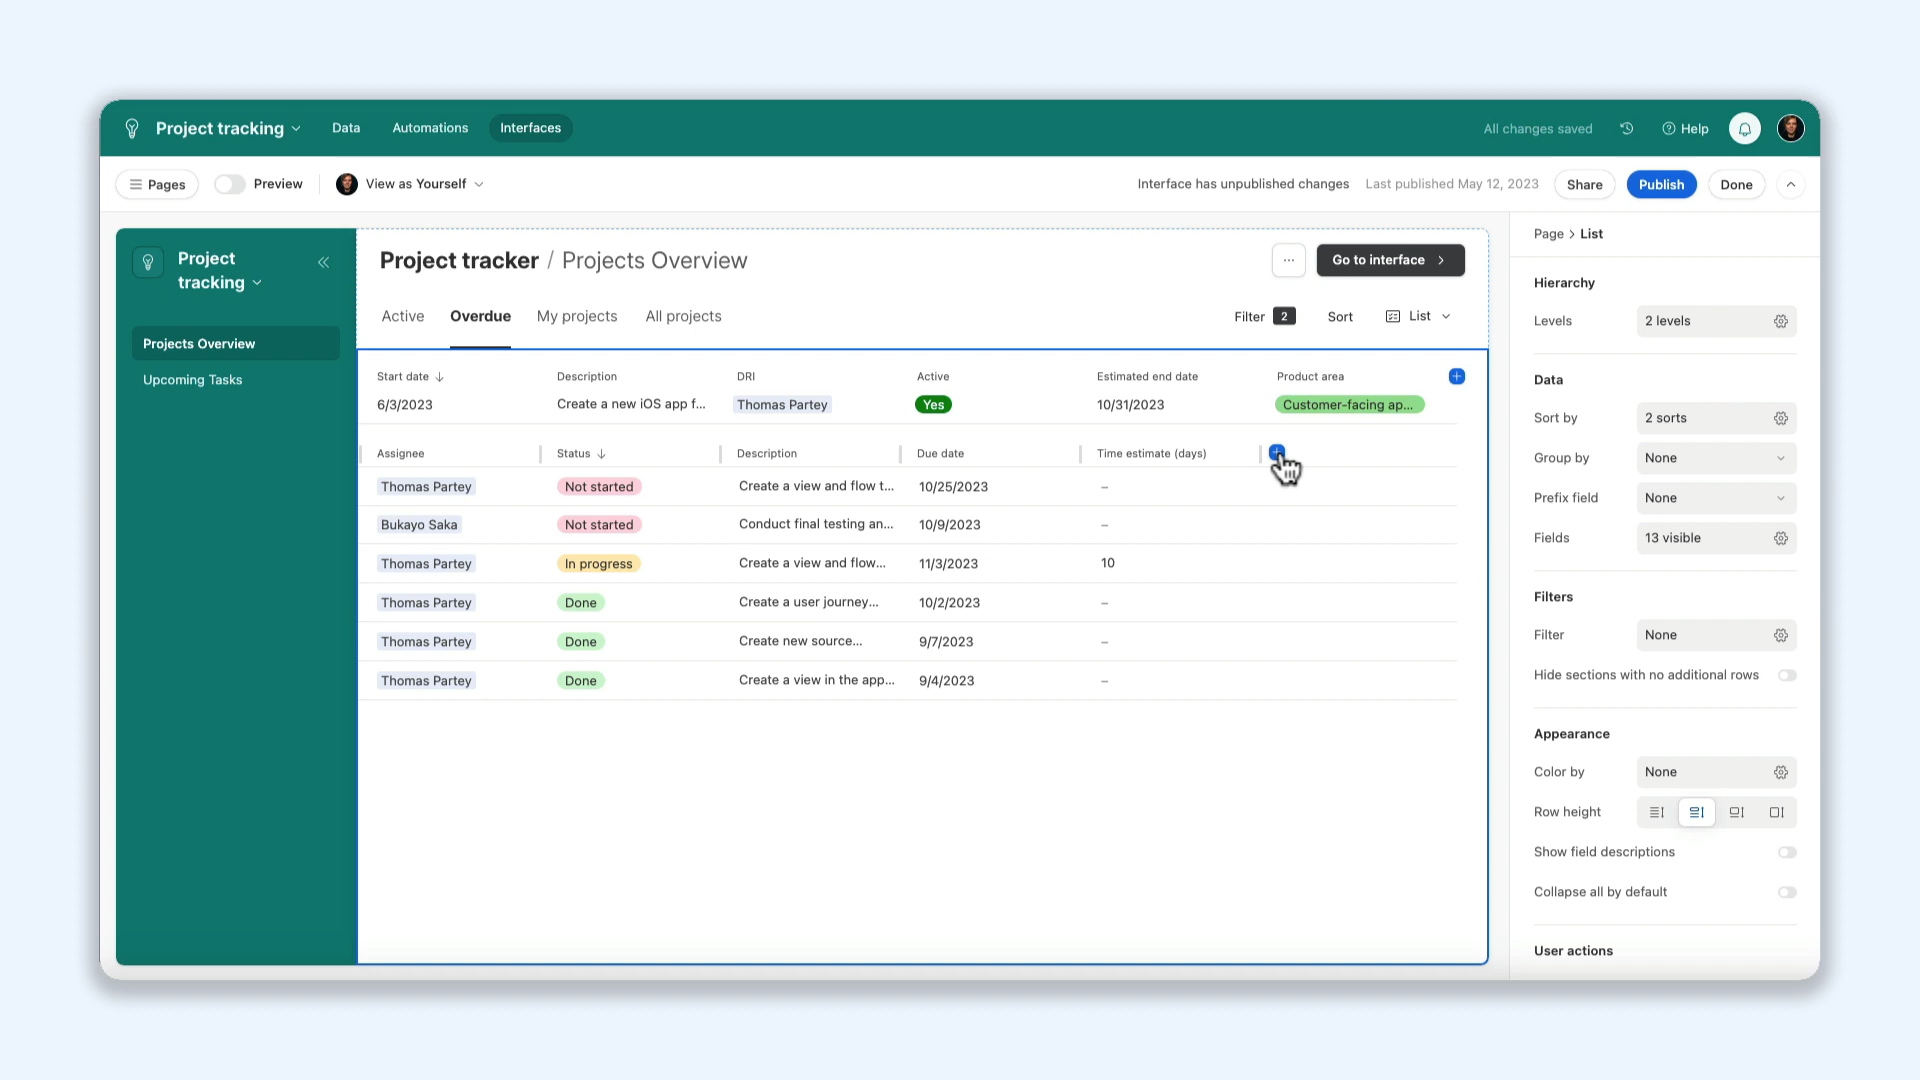 Project tracking
Data
Automations
Interfaces
All changes saved
Help
Pages
Preview
View as Yourself
Interface has unpublished changes
Last published May 12, 2023
Share
Publish
Done
Project
tracking
Projects Overview
Upcoming Tasks
Project tracker / Projects Overview
Go to interface
Active
Overdue
My projects
All projects
Filter 2
Sort
List
Start date
Description
DRI
Active
Estimated end date
Product area
6/3/2023
Create a new iOS app f...
Thomas Partey
Yes
10/31/2023
Customer-facing ap...
Assignee
Status
Description
Due date
Time estimate (days)
Thomas Partey
Not started
Create a view and flow t...
10/25/2023
–
Bukayo Saka
Not started
Conduct final testing an...
10/9/2023
–
Thomas Partey
In progress
Create a view and flow...
11/3/2023
10
Thomas Partey
Done
Create a user journey...
10/2/2023
–
Thomas Partey
Done
Create new source...
9/7/2023
–
Thomas Partey
Done
Create a view in the app...
9/4/2023
–
Page > List
Hierarchy
Levels
2 levels
Data
Sort by
2 sorts
Group by
None
Prefix field
None
Fields
13 visible
Filters
Filter
None
Hide sections with no additional rows
Appearance
Color by
None
Row height
Show field descriptions
Collapse all by default
User actions